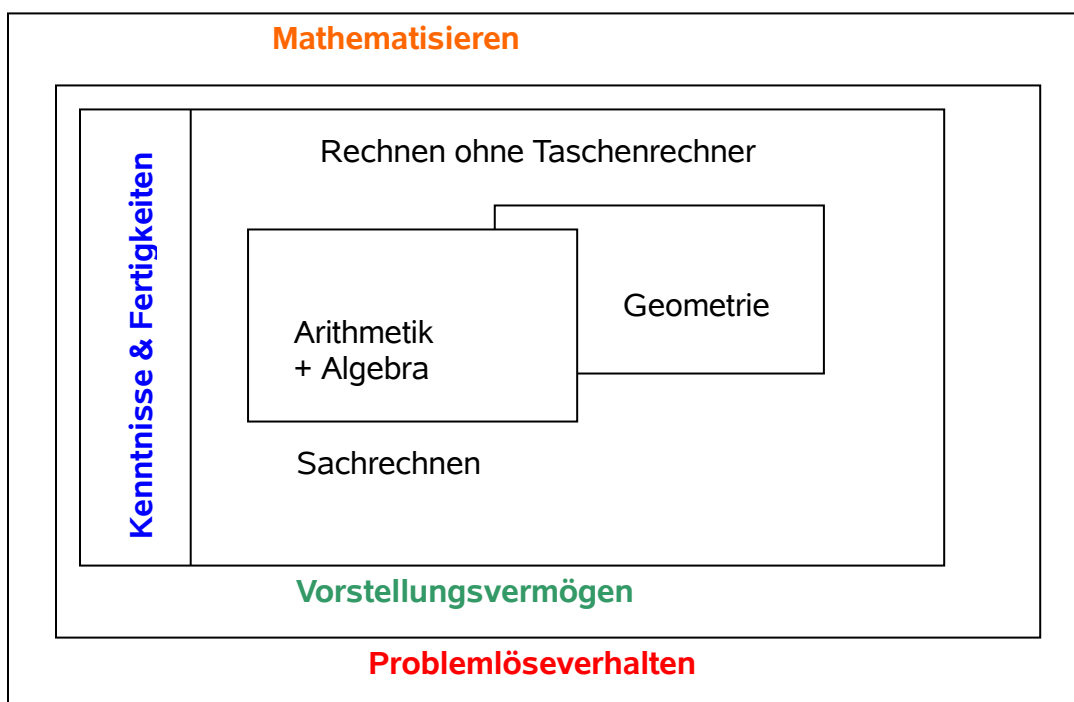 Mathematisieren
Kenntnisse & Fertigkeiten
Rechnen ohne Taschenrechner
Geometrie
Arithmetik
+ Algebra
Sachrechnen
Vorstellungsvermögen
Problemlöseverhalten